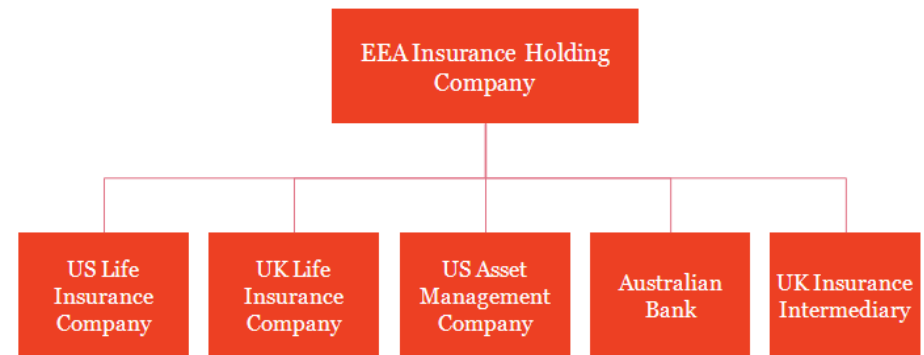 EEA Insurance Holding
Company
US Life
Insurance
Company
UK Life
Insurance
Company
US Asset
Management
Company
Australian
Bank
UK Insurance
Intermediary